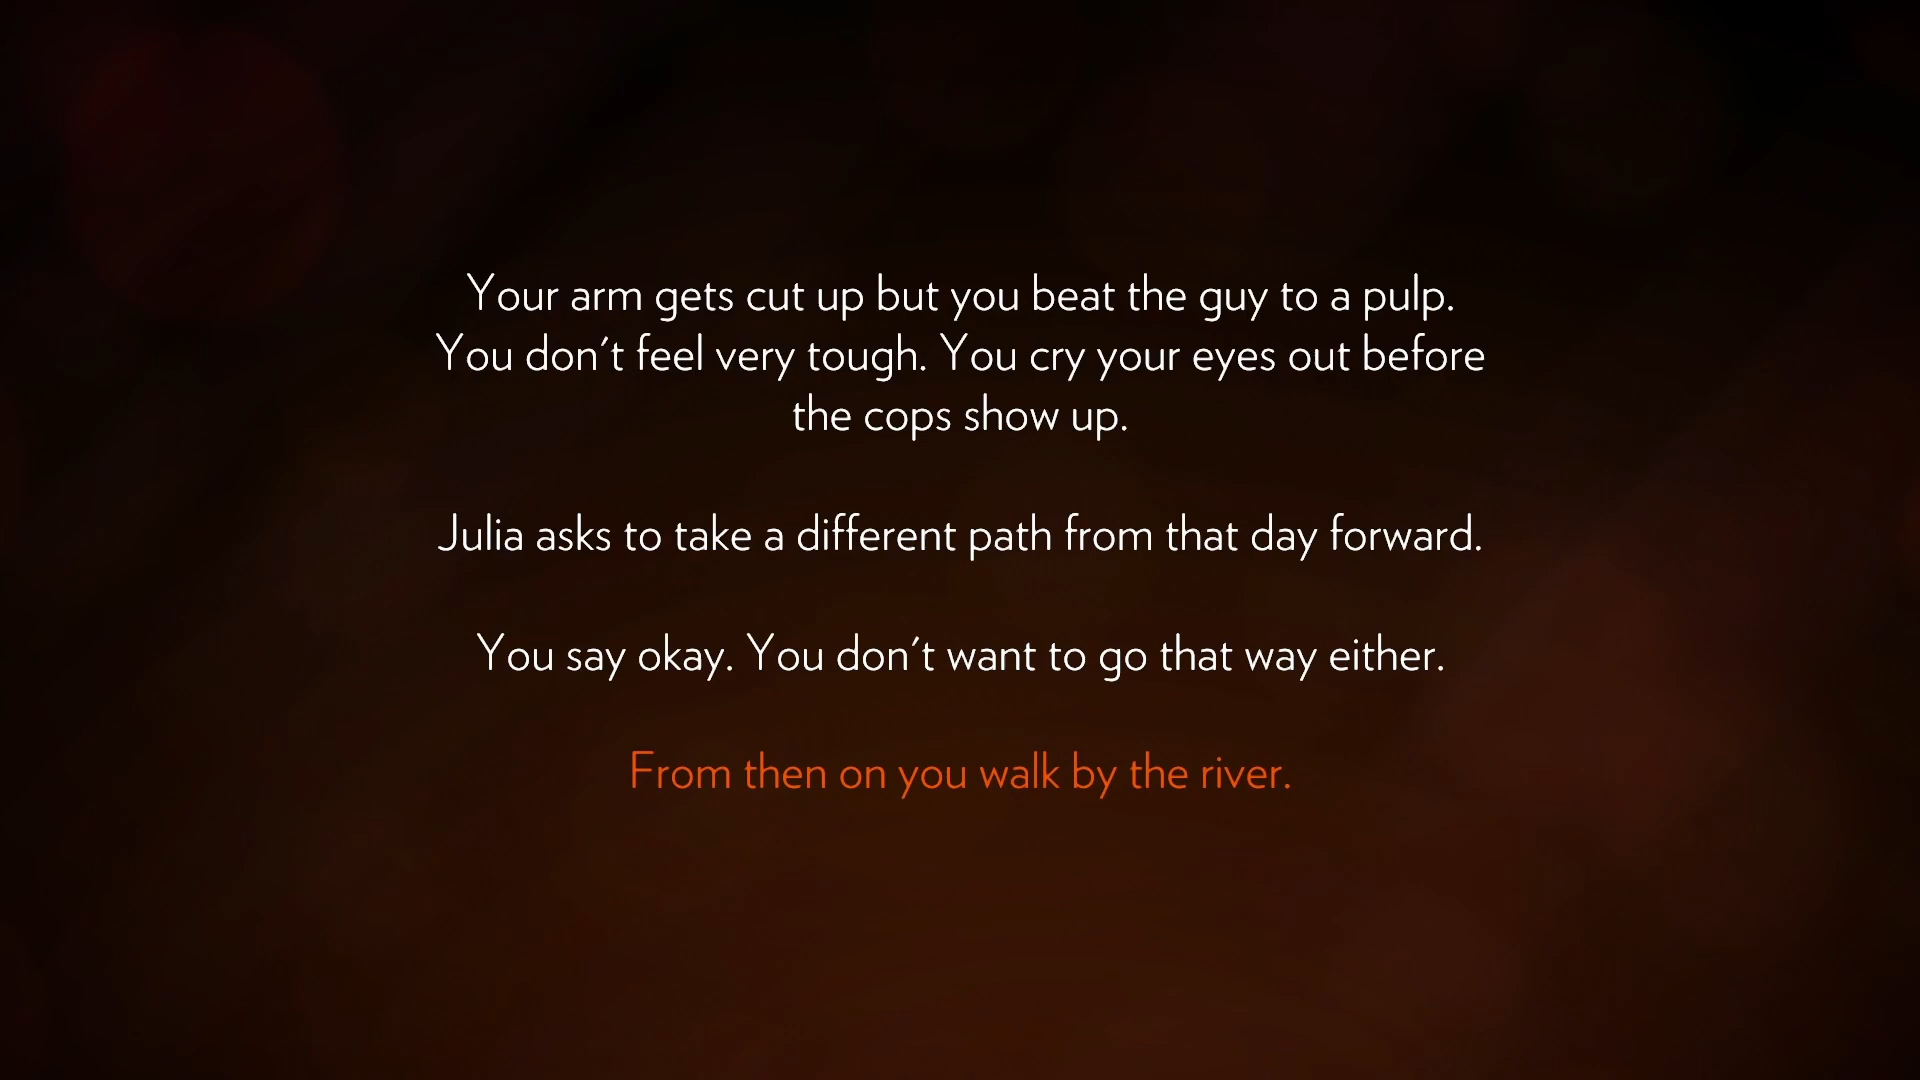 Your arm gets cut up but you beat the guy to a pulp.
You don't feel very tough. You cry your eyes out before
the cops show up.
Julia asks to take a different path from that day forward.
You say okay. You don't want to go that way either.
From then on you walk by the river.